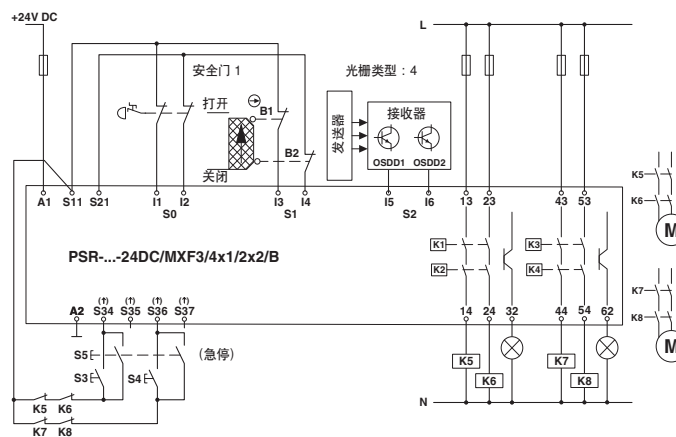 +24V DC
L
安全门 1
光栅类型：4
打开
关闭
B1
B2
发送器
接收器
OSDD1 OSDD2
K5
K6
M
A1 S11 S21 I1 I2 I3 I4 I5 I6 13 23 43 53
S0 S1 S2
PSR-...-24DC/MXF3/4x1/2x2/B
K1
K2
K3
K4
K7
K8
M
A2 S34 S35 S36 S37 14 24 32 44 54 62
(↑) (↑) (↑) (↑)
S5
(急停)
S3
S4
K5
K6
K7
K8
K5 K6
K7 K8
N